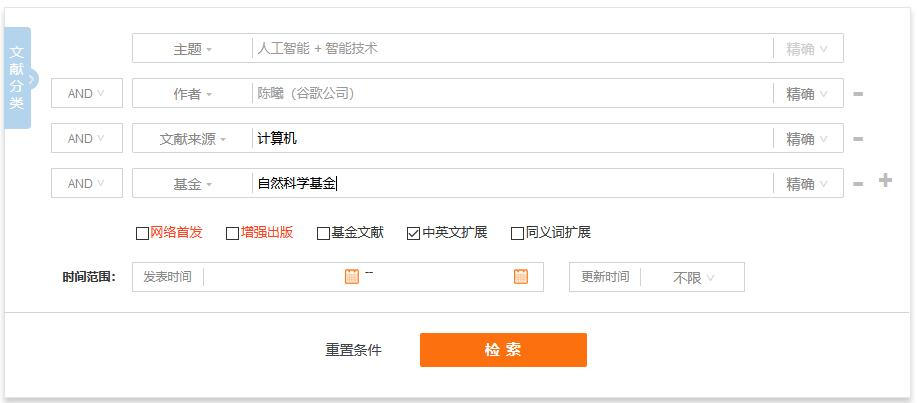 文献分类
主题 人工智能 + 智能技术 精确
AND 作者 陈曦（谷歌公司） 精确
AND 文献来源 计算机 精确
AND 基金 自然科学基金 精确
网络首发 增强出版 基金文献 中英文扩展 同义词扩展
时间范围： 发表时间 -- 更新时间 不限
重置条件 检 索